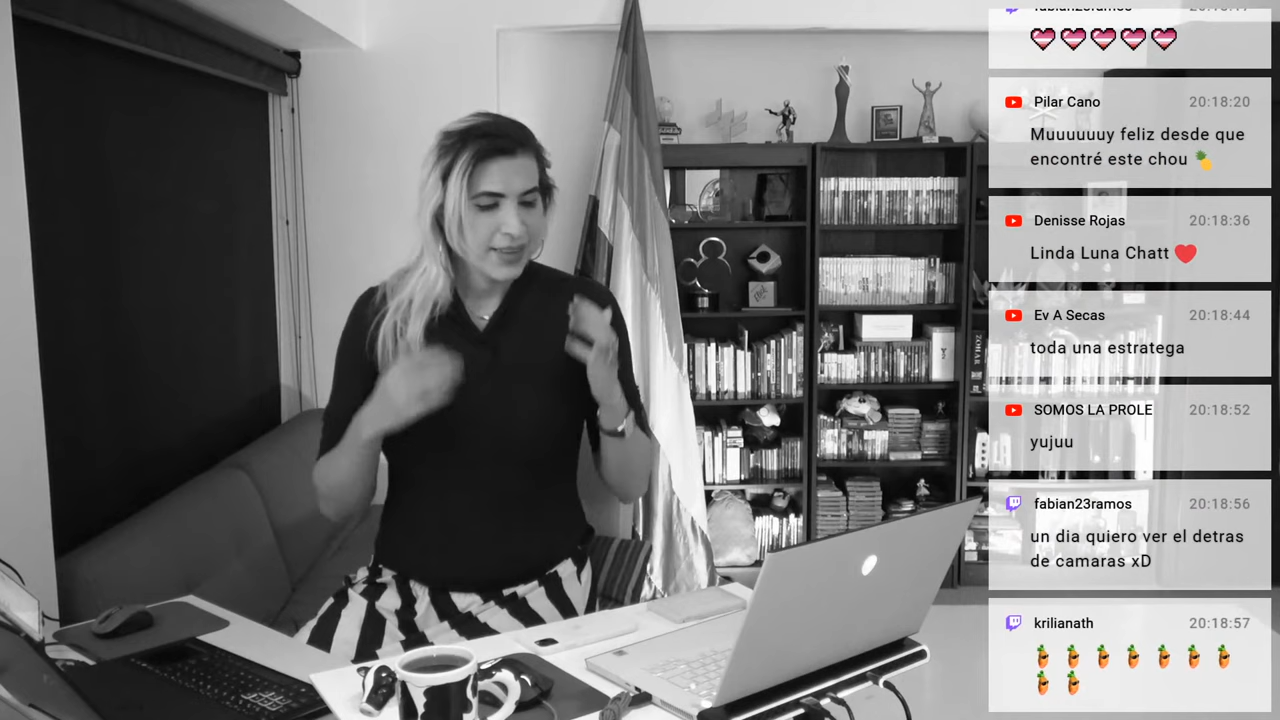 Pilar Cano 20:18:20
Muuuuuuy feliz desde que
encontré este chou 🍍
Denisse Rojas 20:18:36
Linda Luna Chatt ❤️
Ev A Secas 20:18:44
toda una estratega
SOMOS LA PROLE 20:18:52
yujuu
fabian23ramos 20:18:56
un dia quiero ver el detras
de camaras xD
krilianath 20:18:57
ZOHAR